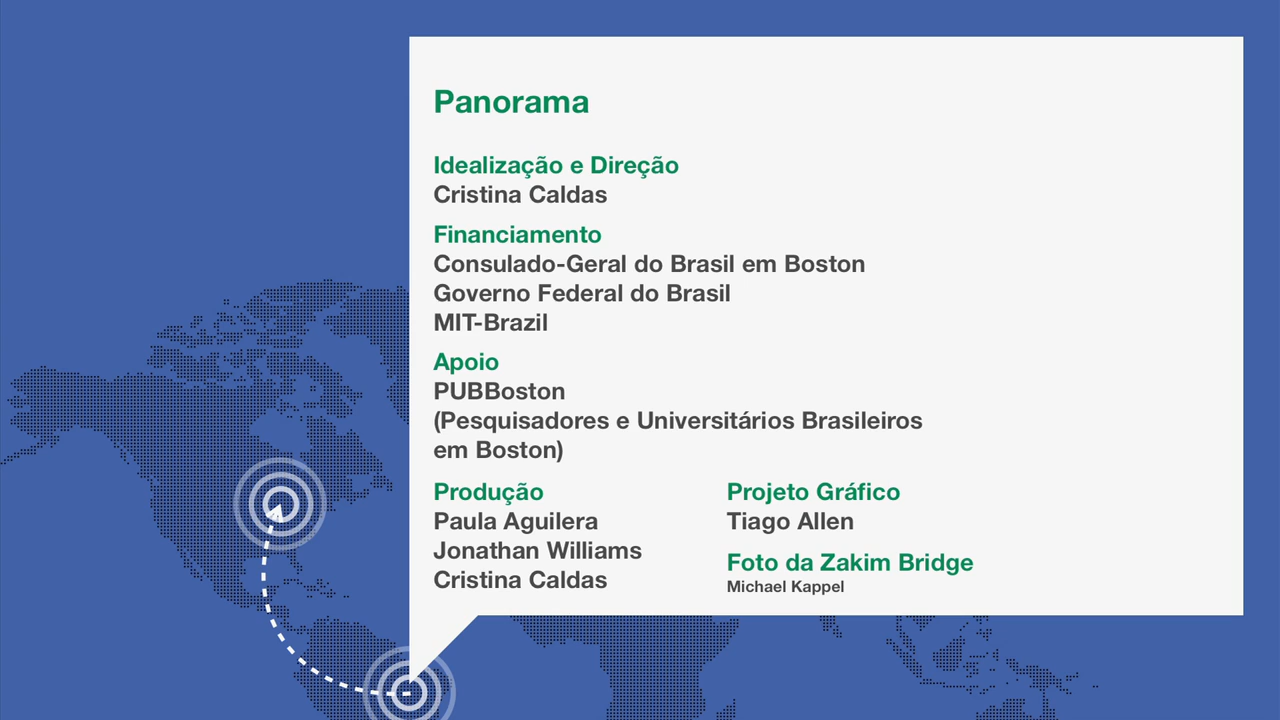 Panorama
Idealização e Direção
Cristina Caldas
Financiamento
Consulado-Geral do Brasil em Boston
Governo Federal do Brasil
MIT-Brazil
Apoio
PUBBoston
(Pesquisadores e Universitários Brasileiros
em Boston)
Produção
Paula Aguilera
Jonathan Williams
Cristina Caldas
Projeto Gráfico
Tiago Allen
Foto da Zakim Bridge
Michael Kappel